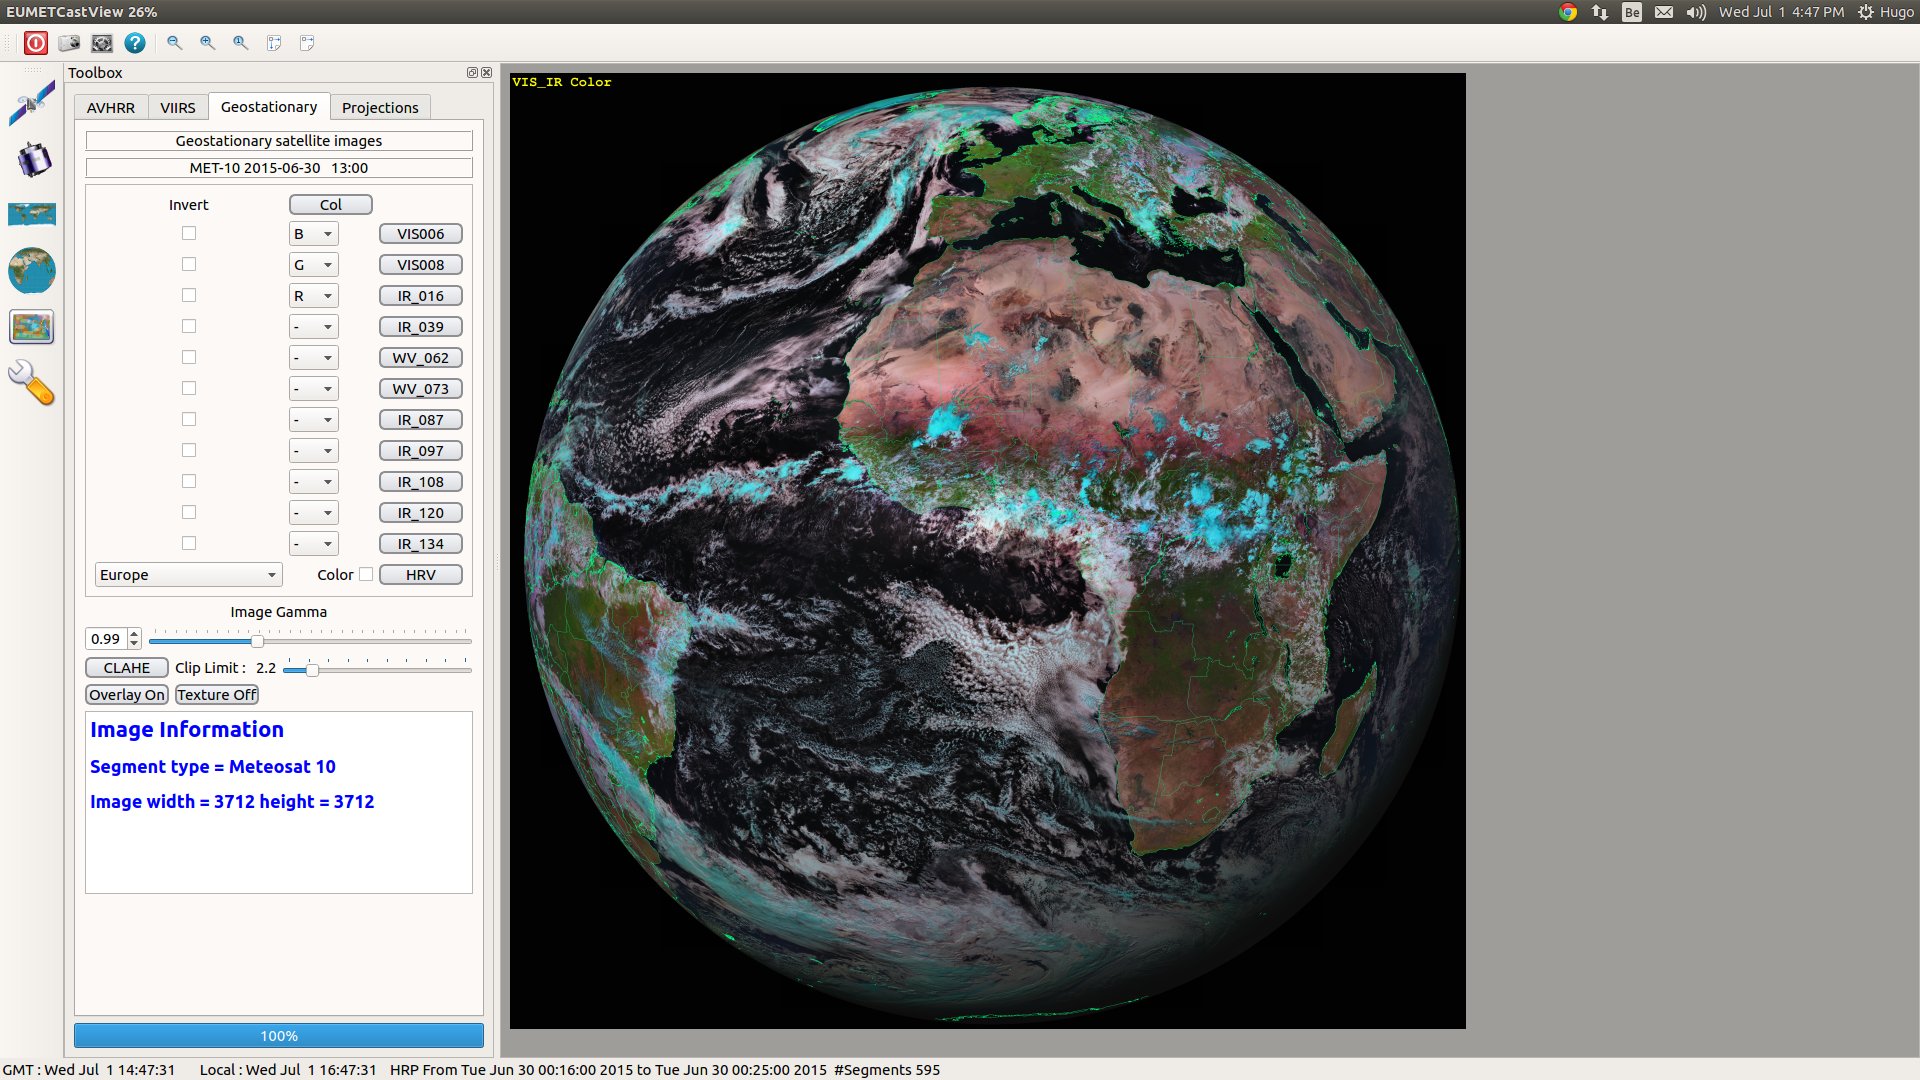 EUMETCastView 26%
Be Wed Jul 1 4:47 PM Hugo
Toolbox
AVHRR VIIRS Geostationary Projections
Geostationary satellite images
MET-10 2015-06-30 13:00
Invert Col
B VIS006
G VIS008
R IR_016
- IR_039
- WV_062
- WV_073
- IR_087
- IR_097
- IR_108
- IR_120
- IR_134
Europe Color HRV
Image Gamma
0.99
CLAHE Clip Limit : 2.2
Overlay On Texture Off
Image Information
Segment type = Meteosat 10
Image width = 3712 height = 3712
100%
VIS_IR Color
GMT : Wed Jul 1 14:47:31 Local : Wed Jul 1 16:47:31 HRP From Tue Jun 30 00:16:00 2015 to Tue Jun 30 00:25:00 2015 #Segments 595